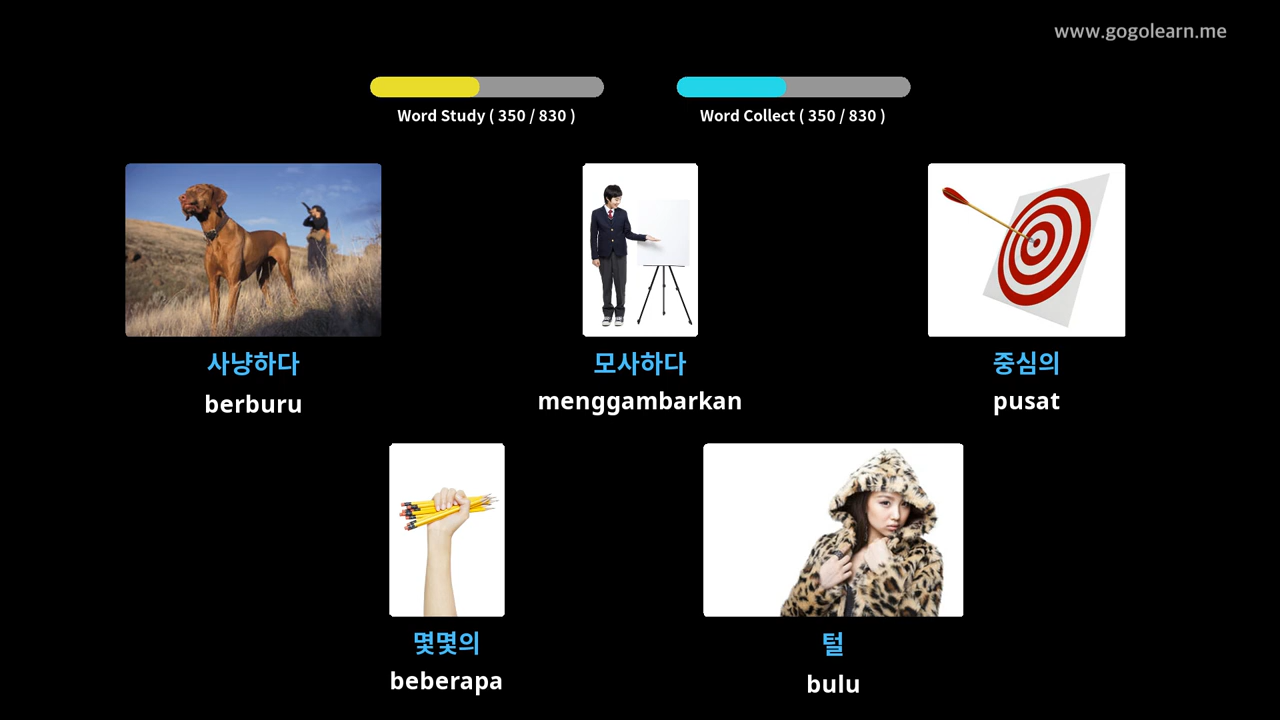 www.gogolearn.me
Word Study ( 350 / 830 )
Word Collect ( 350 / 830 )
사냥하다
berburu
모사하다
menggambarkan
중심의
pusat
몇몇의
beberapa
털
bulu